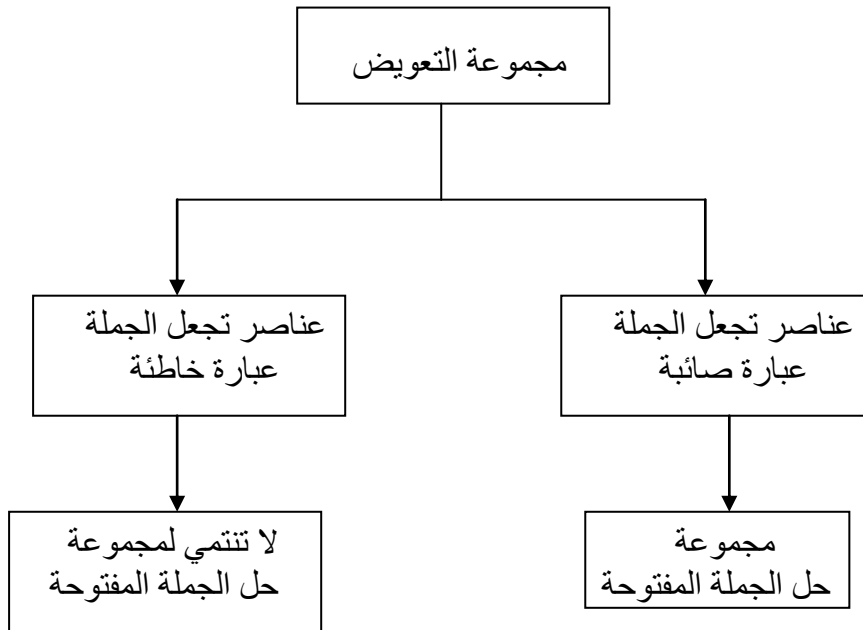 مجموعة التعويض
عناصر تجعل الجملة
عبارة صائبة
عناصر تجعل الجملة
عبارة خاطئة
مجموعة
حل الجملة المفتوحة
لا تنتمي لمجموعة
حل الجملة المفتوحة